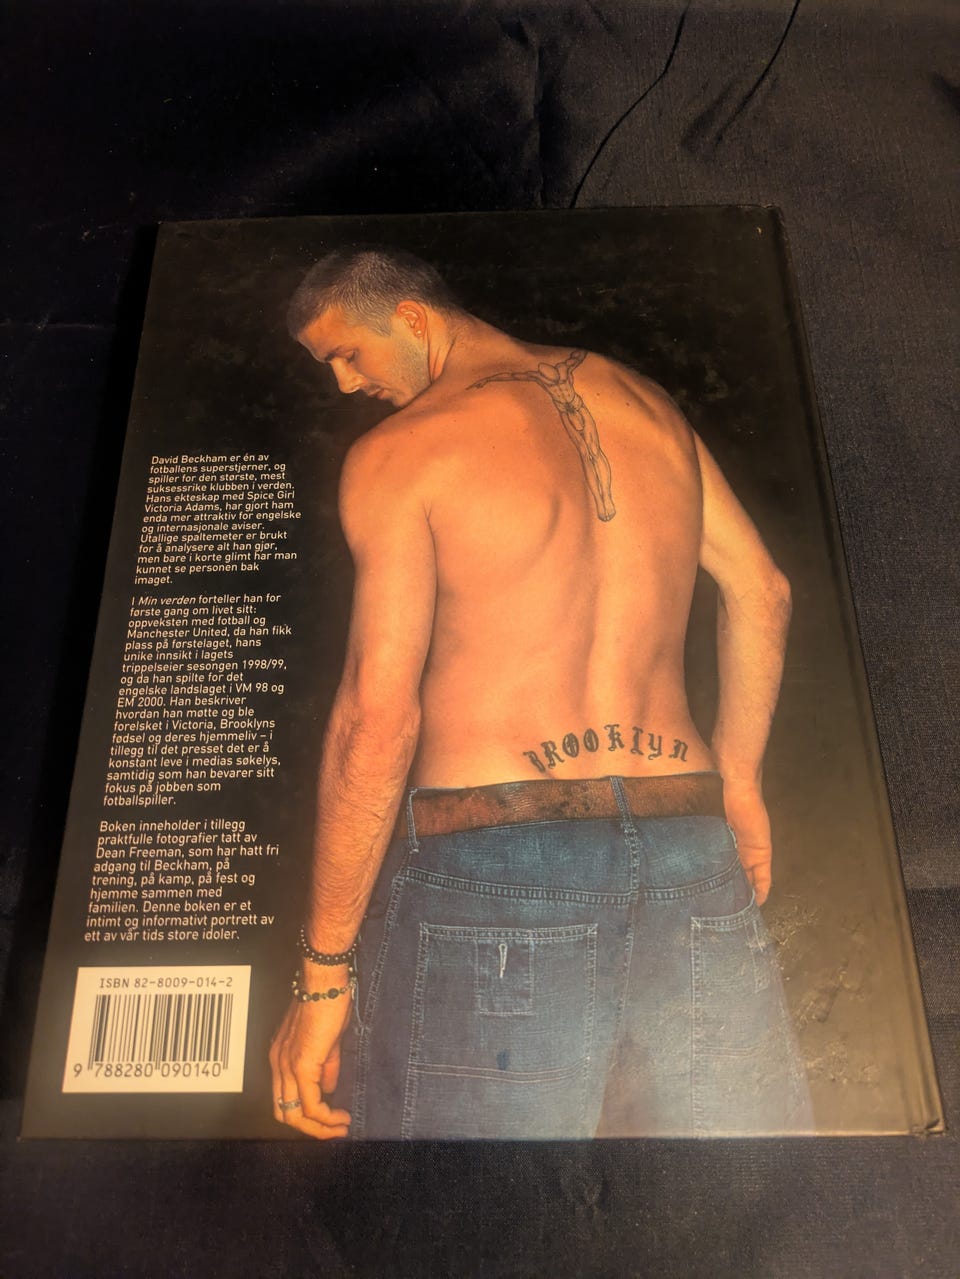 David Beckham er én av
fotballens superstjerner, og
spiller for den største, mest
suksessrike klubben i verden.
Hans ekteskap med Spice Girl
Victoria Adams, har gjort ham
enda mer attraktiv for engelske
og internasjonale aviser.
Utallige spaltemeter er brukt
for å analysere alt han gjør,
men bare i korte glimt har man
kunnet se personen bak
imaget.
I Min verden forteller han for
første gang om livet sitt:
oppveksten med fotball og
Manchester United, da han fikk
plass på førstelaget, hans
unike innsikt i lagets
trippelseier sesongen 1998/99,
og da han spilte for det
engelske landslaget i VM 98 og
EM 2000. Han beskriver
hvordan han møtte og ble
forelsket i Victoria, Brooklyns
fødsel og deres hjemmeliv – i
tillegg til det presset det er å
konstant leve i medias søkelys,
samtidig som han bevarer sitt
fokus på jobben som
fotballspiller.
Boken inneholder i tillegg
praktfulle fotografier tatt av
Dean Freeman, som har hatt fri
adgang til Beckham, på
trening, på kamp, på fest og
hjemme sammen med
familien. Denne boken er et
intimt og informativt portrett av
ett av vår tids store idoler.
BROOKLYN
ISBN 82-8009-014-2
9 788280 090140